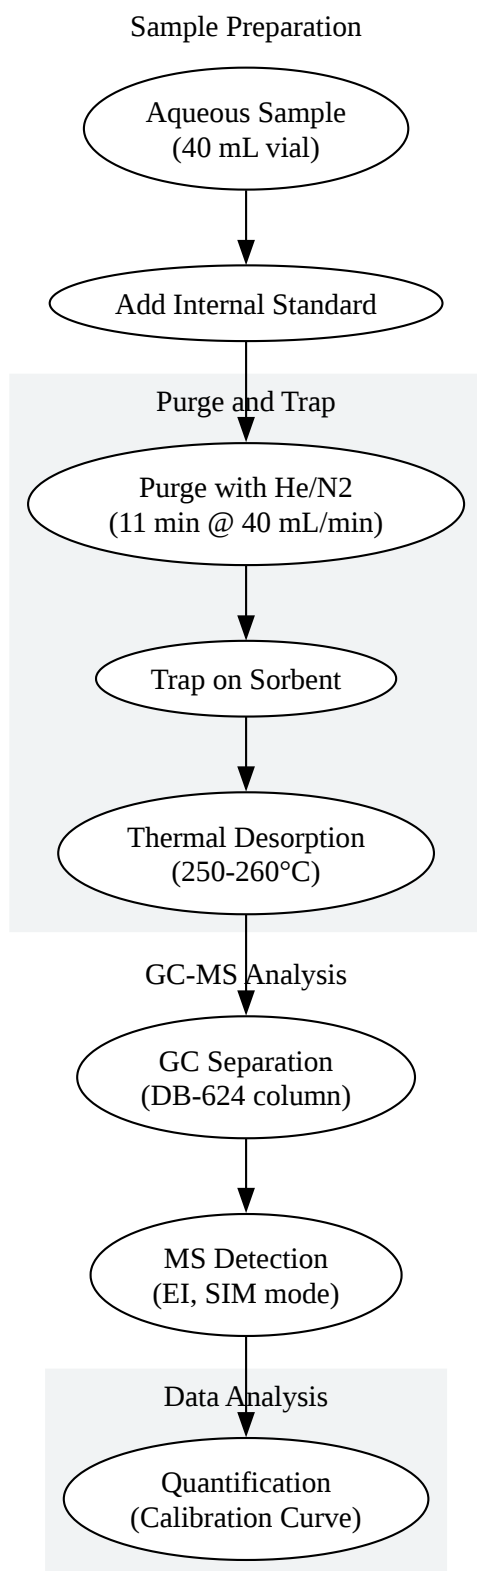 Sample Preparation
Aqueous Sample
(40 mL vial)
Add Internal Standard
Purge and Trap
Purge with He/N2
(11 min @ 40 mL/min)
Trap on Sorbent
Thermal Desorption
(250-260°C)
GC-MS Analysis
GC Separation
(DB-624 column)
MS Detection
(EI, SIM mode)
Data Analysis
Quantification
(Calibration Curve)